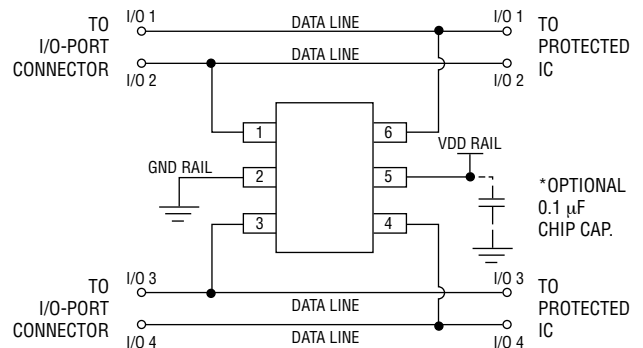 TO
I/O-PORT
CONNECTOR
I/O 1
DATA LINE
I/O 1
TO
PROTECTED
IC
I/O 2
DATA LINE
I/O 2
1
6
GND RAIL
2
5
VDD RAIL
3
4
*OPTIONAL
0.1 μF
CHIP CAP.
TO
I/O-PORT
CONNECTOR
I/O 3
DATA LINE
I/O 3
TO
PROTECTED
IC
I/O 4
DATA LINE
I/O 4